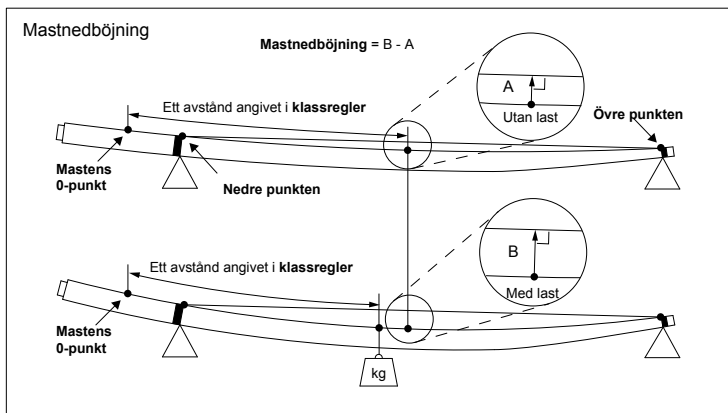 Mastnedböjning
Mastnedböjning = B - A
Ett avstånd angivet i klassregler
A
Utan last
Övre punkten
Mastens
0-punkt
Nedre punkten
Ett avstånd angivet i klassregler
B
Med last
Mastens
0-punkt
kg